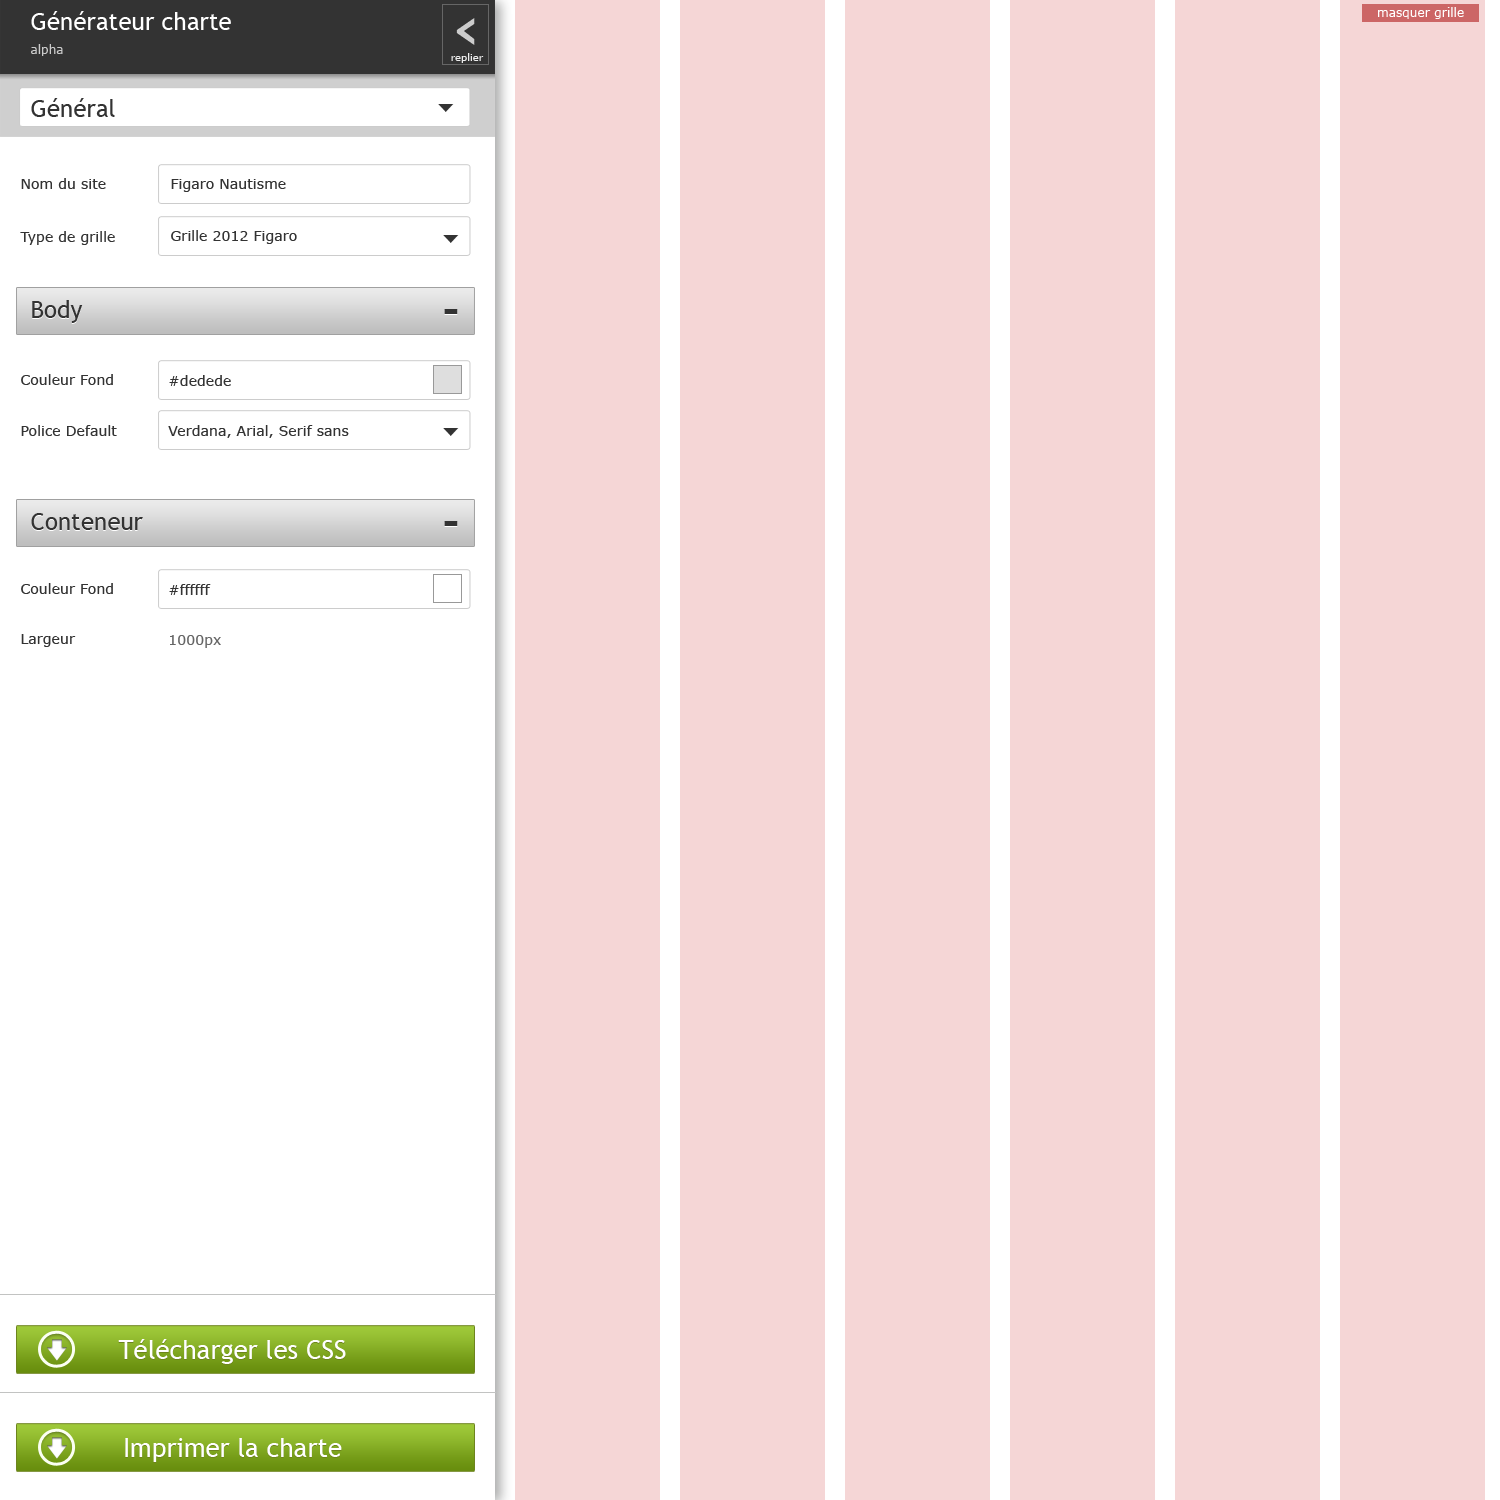 Générateur charte
alpha
replier
masquer grille
Général
Nom du site
Figaro Nautisme
Type de grille
Grille 2012 Figaro
Body
Couleur Fond
#dedede
Police Default
Verdana, Arial, Serif sans
Conteneur
Couleur Fond
#ffffff
Largeur
1000px
Télécharger les CSS
Imprimer la charte